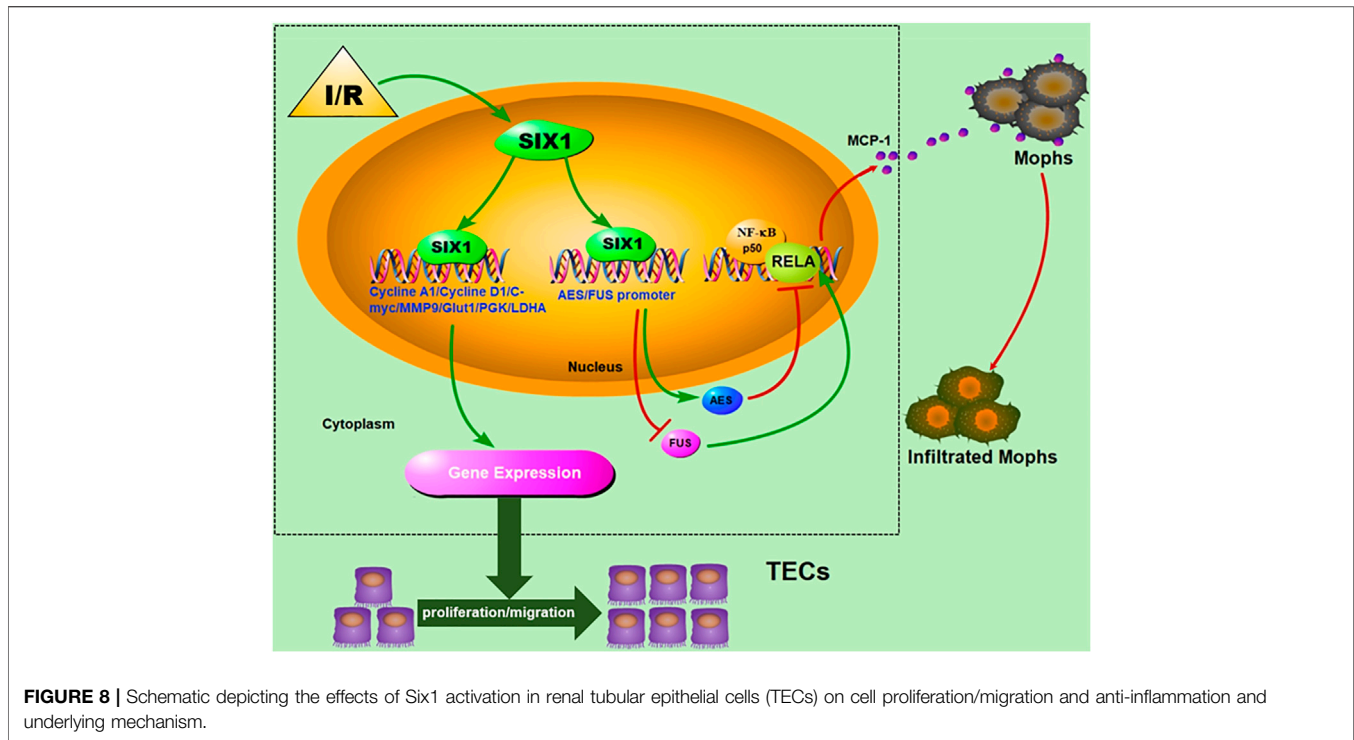 I/R
SIX1
MCP-1
Mophs
SIX1
SIX1
NF-κB
p50
RELA
Cycline A1/Cycline D1/C-
myc/MMP9/Glut1/PGK/LDHA
AES/FUS promoter
Nucleus
AES
Cytoplasm
FUS
Infiltrated Mophs
Gene Expression
TECs
proliferation/migration
FIGURE 8 | Schematic depicting the effects of Six1 activation in renal tubular epithelial cells (TECs) on cell proliferation/migration and anti-inflammation and
underlying mechanism.